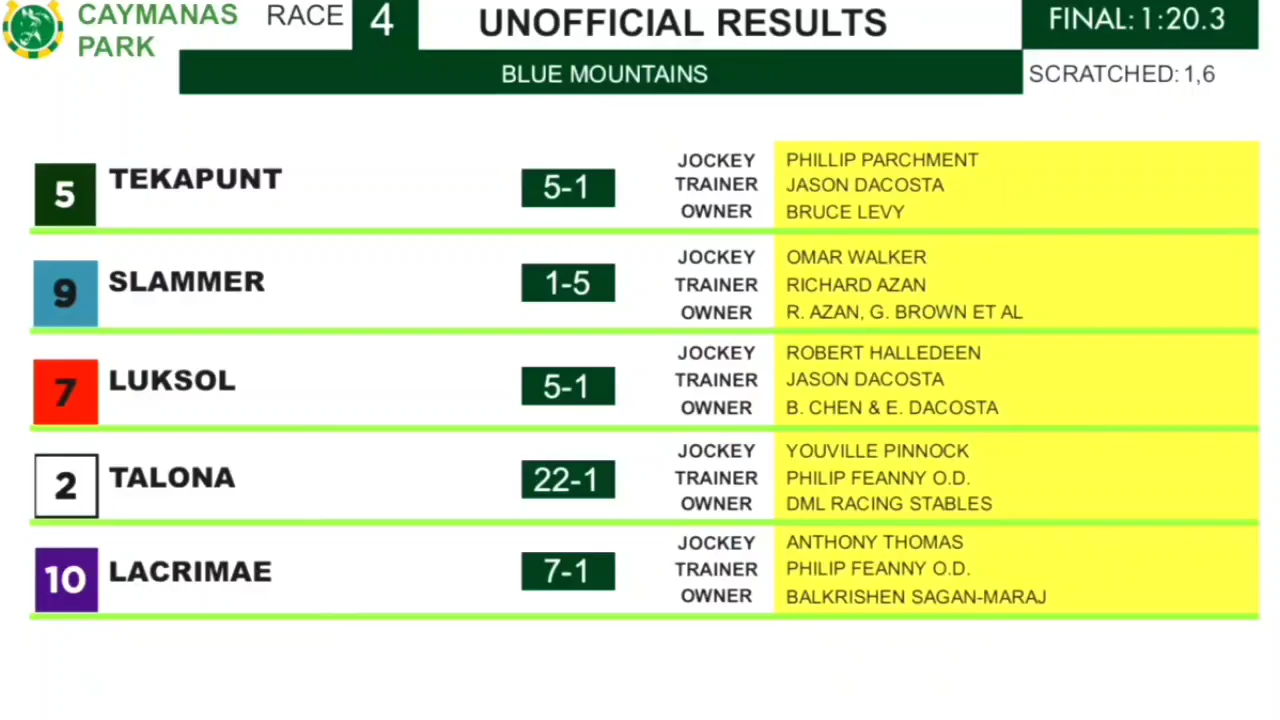 CAYMANAS PARK
RACE 4
UNOFFICIAL RESULTS
FINAL: 1:20.3
BLUE MOUNTAINS
SCRATCHED: 1,6
5 TEKAPUNT 5-1
JOCKEY PHILLIP PARCHMENT
TRAINER JASON DACOSTA
OWNER BRUCE LEVY
9 SLAMMER 1-5
JOCKEY OMAR WALKER
TRAINER RICHARD AZAN
OWNER R. AZAN, G. BROWN ET AL
7 LUKSOL 5-1
JOCKEY ROBERT HALLEDEEN
TRAINER JASON DACOSTA
OWNER B. CHEN & E. DACOSTA
2 TALONA 22-1
JOCKEY YOUVILLE PINNOCK
TRAINER PHILIP FEANNY O.D.
OWNER DML RACING STABLES
10 LACRIMAE 7-1
JOCKEY ANTHONY THOMAS
TRAINER PHILIP FEANNY O.D.
OWNER BALKRISHEN SAGAN-MARAJ